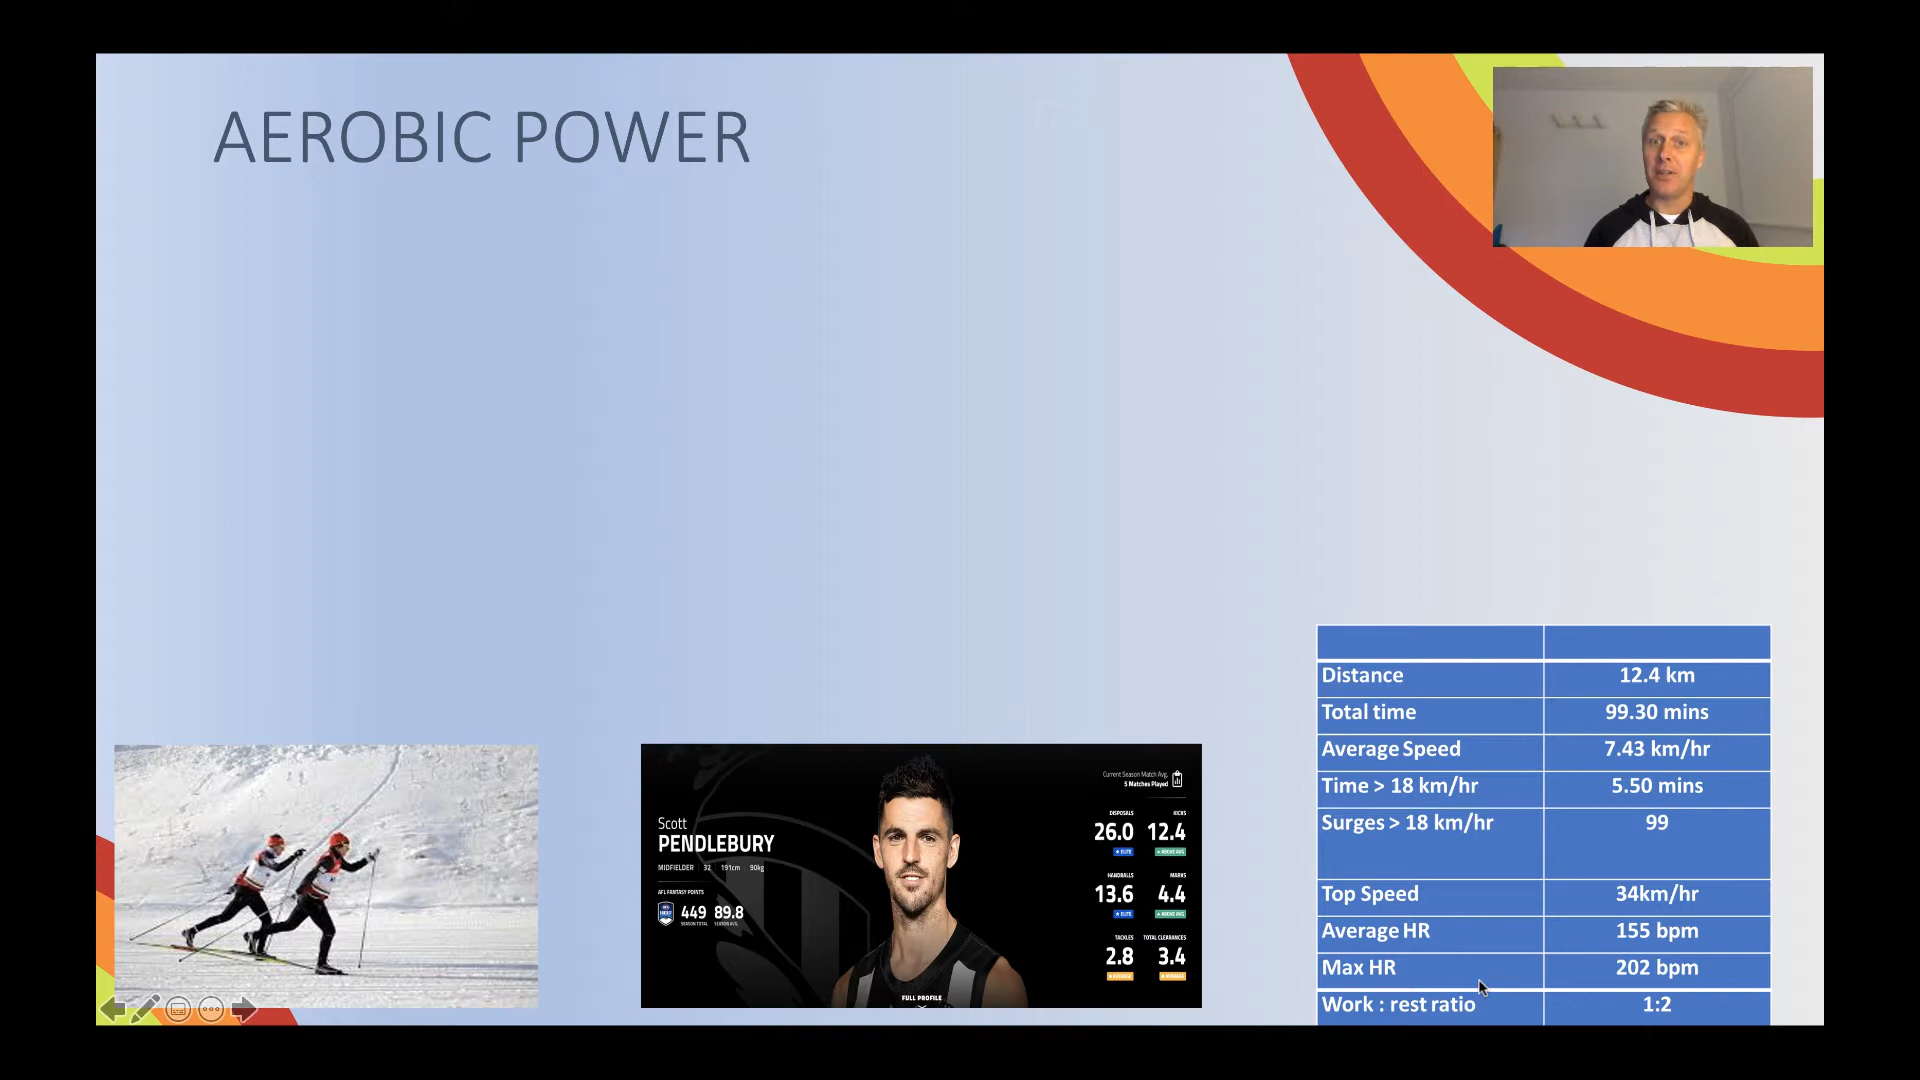 AEROBIC POWER
Distance 12.4 km
Total time 99.30 mins
Average Speed 7.43 km/hr
Time > 18 km/hr 5.50 mins
Surges > 18 km/hr 99
Top Speed 34km/hr
Average HR 155 bpm
Max HR 202 bpm
Work : rest ratio 1:2
Scott
PENDLEBURY
MIDFIELDER 32 191cm 90kg
AFL FANTASY POINTS
449 89.8
SEASON TOTAL SEASON AVG.
Current Season Match Avg.
5 Matches Played
DISPOSALS KICKS
26.0 12.4
ELITE ABOVE AVG
HANDBALLS MARKS
13.6 4.4
ELITE ABOVE AVG
TACKLES TOTAL CLEARANCES
2.8 3.4
AVERAGE AVERAGE
FULL PROFILE